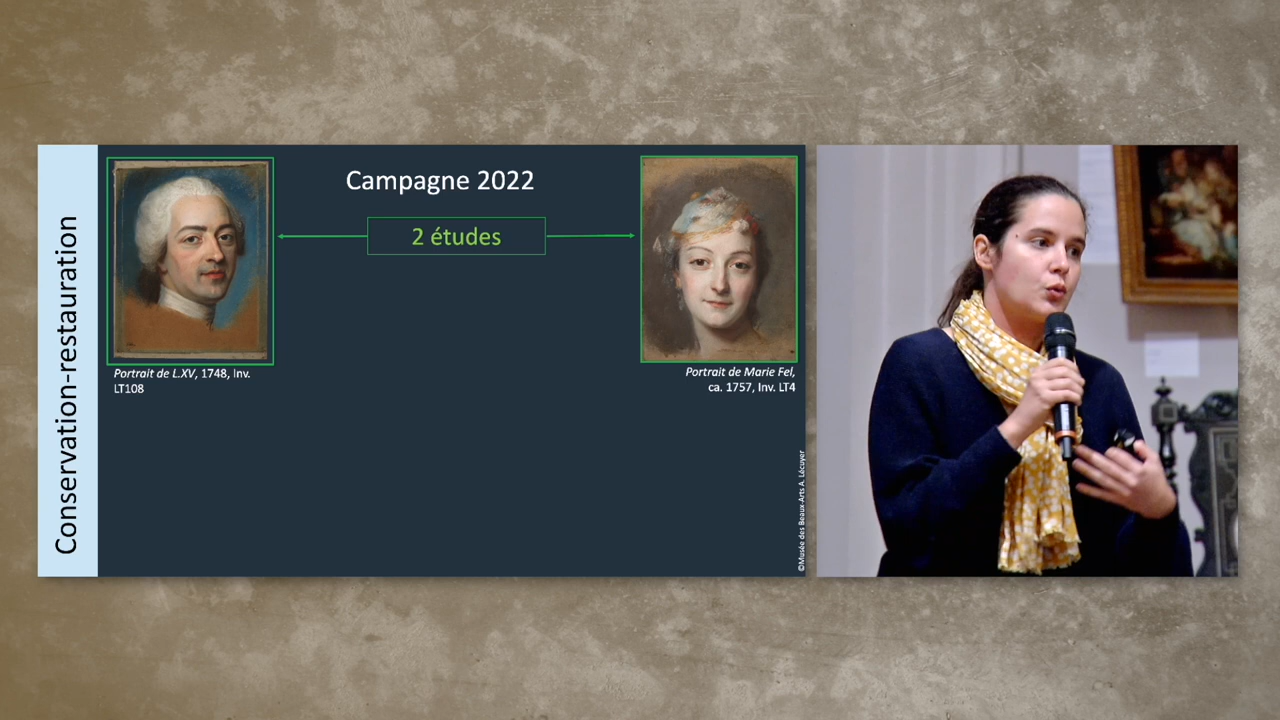 Conservation-restauration
Campagne 2022
2 études
Portrait de L.XV, 1748, Inv.
LT108
Portrait de Marie Fel,
ca. 1757, Inv. LT4
©Musée des Beaux-Arts A. Lécuyer